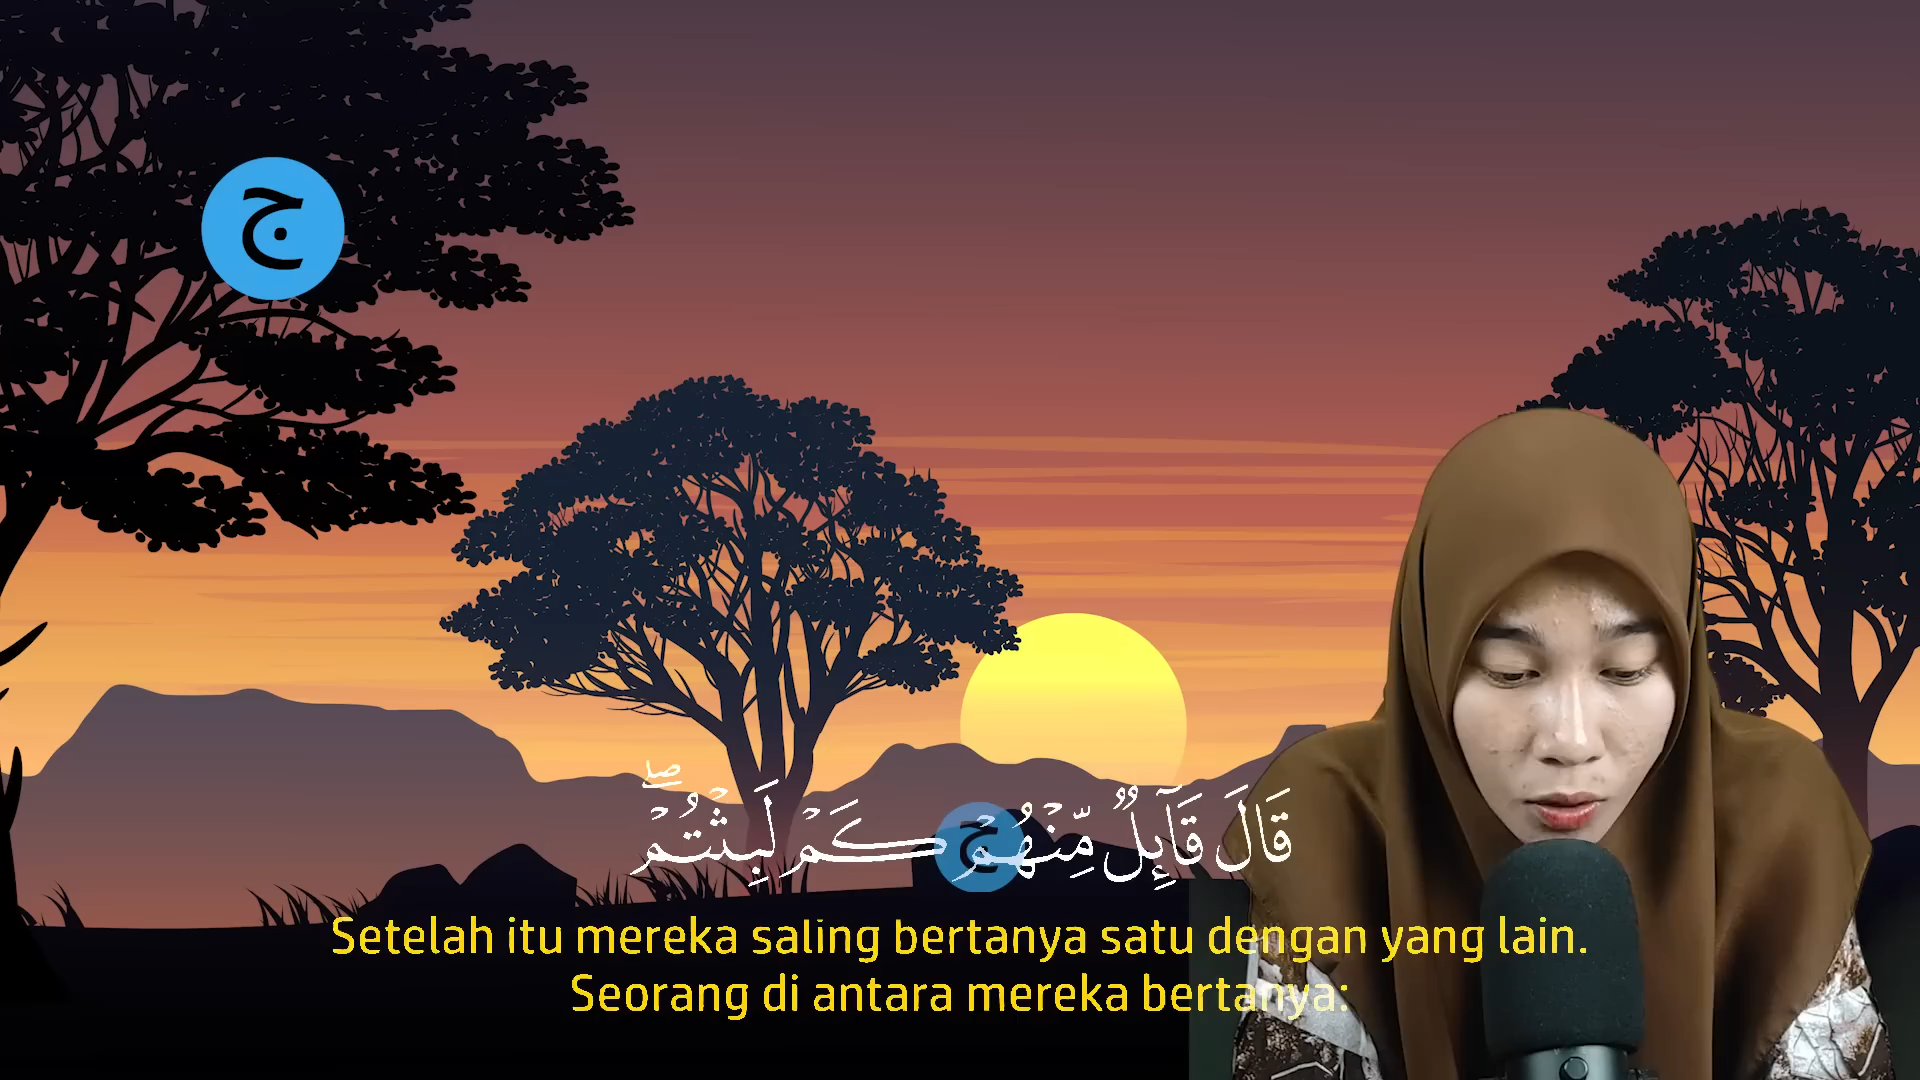 ج
قَالَ قَآئِلٌ مِّنْهُمْ كَمْ لَبِثْتُمْ ۖ
ج
Setelah itu mereka saling bertanya satu dengan yang lain.
Seorang di antara mereka bertanya: